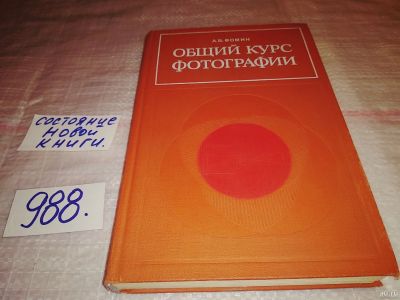 А.В. ФОМИН
ОБЩИЙ КУРС
ФОТОГРАФИИ
СОСТОЯНИЕ
НОВОЙ
КНИГИ.
988.